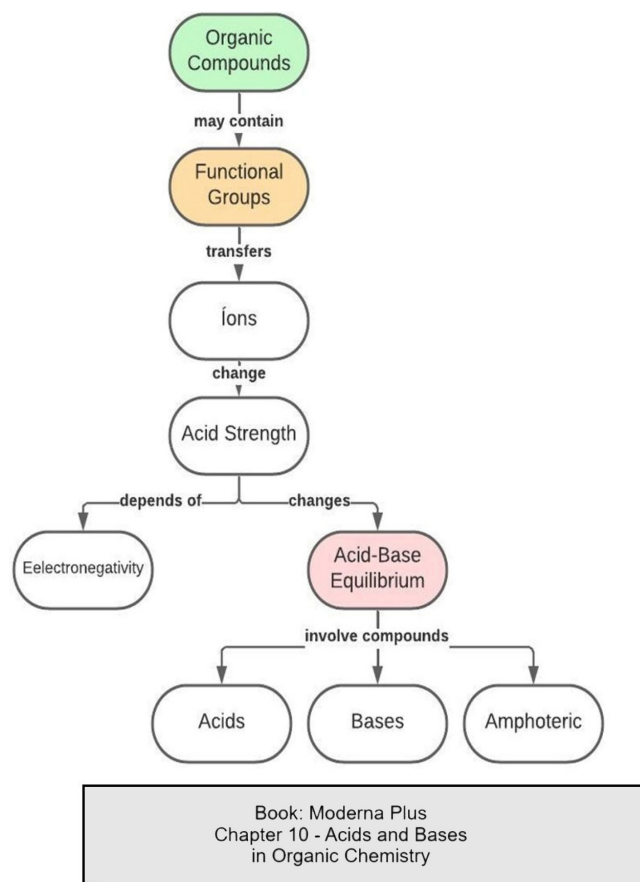 Organic
Compounds
may contain
Functional
Groups
transfers
Íons
change
Acid Strength
depends of
changes
Eelectronegativity
Acid-Base
Equilibrium
involve compounds
Acids
Bases
Amphoteric
Book: Moderna Plus
Chapter 10 - Acids and Bases
in Organic Chemistry